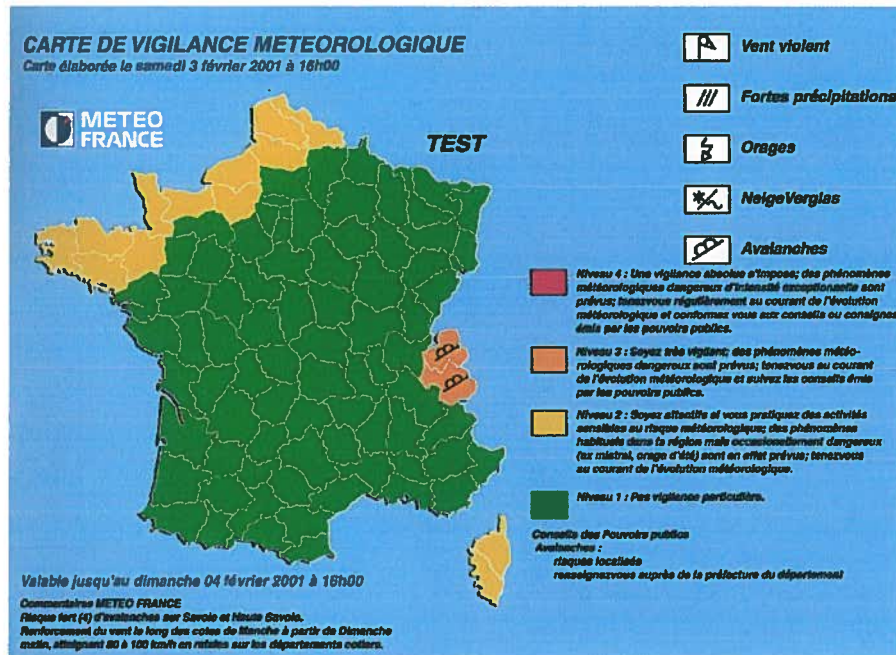 CARTE DE VIGILANCE METEOROLOGIQUE
Carte élaborée le samedi 3 février 2001 à 16h00
METEO
FRANCE
TEST
Vent violent
Fortes précipitations
Orages
NeigeVerglas
Avalanches
Niveau 4 : Une vigilance absolue s'impose; des phénomènes
météorologiques dangereux d'intensité exceptionnelle sont
prévus; tenezvous régulièrement au courant de l'évolution
météorologique et conformez vous aux conseils ou consignes
émis par les pouvoirs publics.
Niveau 3 : Soyez très vigilant; des phénomènes météo-
rologiques dangereux sont prévus; tenezvous au courant
de l'évolution météorologique et suivez les conseils émis
par les pouvoirs publics.
Niveau 2 : Soyez attectifs si vous pratiquez des activités
sensibles au risque météorologique; des phénomènes
habituels dans la région mais occasionellement dangereux
(ex mistral, orage d'été) sont en effet prévus; tenezvous
au courant de l'évolution météorologique.
Niveau 1 : Pas vigilance particulière.
Conseils des Pouvoirs publics
Avalanches :
risques localisés
renseignezvous auprès de la préfecture du département
Valable jusqu'au dimanche 04 février 2001 à 16h00
Commentaires METEO FRANCE
Risque fort (4) d'avalanches sur Savoie et Haute Savoie.
Renforcement du vent le long des cotes de Manche à partir de Dimanche
matin, atteignant 80 à 100 km/h en rafales sur les départements cotiers.